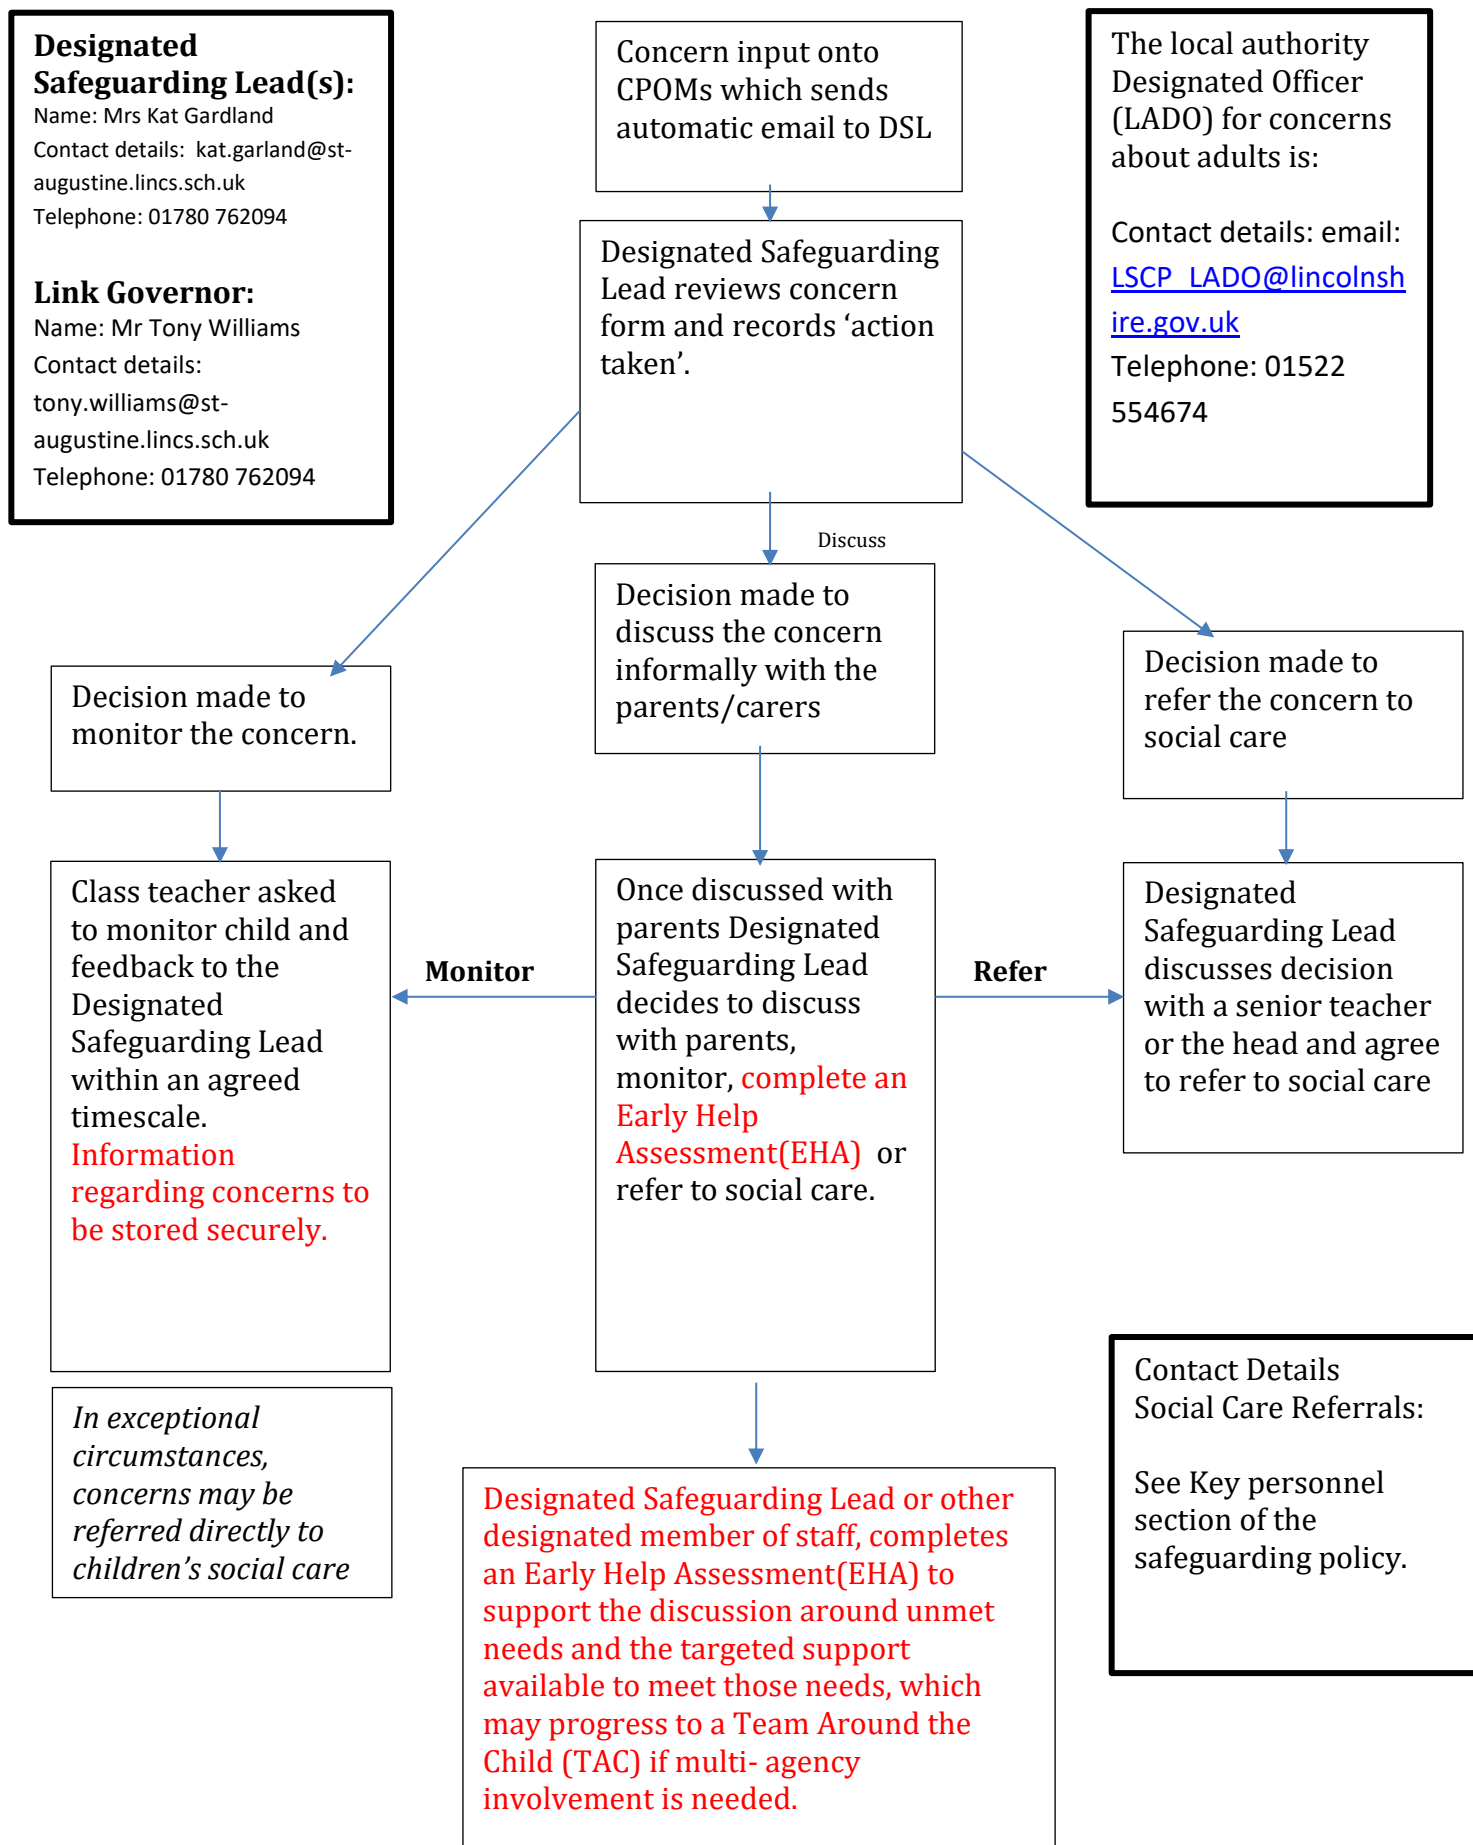 Designated
Safeguarding Lead(s):
Name: Mrs Kat Gardland
Contact details:  kat.garland@st-
augustine.lincs.sch.uk
Telephone: 01780 762094
Link Governor:
Name: Mr Tony Williams
Contact details:
tony.williams@st-
augustine.lincs.sch.uk
Telephone: 01780 762094
Concern input onto
CPOMs which sends
automatic email to DSL
The local authority
Designated Officer
(LADO) for concerns
about adults is:
Contact details: email:
LSCP_LADO@lincolnsh
ire.gov.uk
Telephone: 01522
554674
Designated Safeguarding
Lead reviews concern
form and records ‘action
taken’.
Discuss
Decision made to
monitor the concern.
Decision made to
discuss the concern
informally with the
parents/carers
Decision made to
refer the concern to
social care
Class teacher asked
to monitor child and
feedback to the
Designated
Safeguarding Lead
within an agreed
timescale.
Information
regarding concerns to
be stored securely.
Monitor
Once discussed with
parents Designated
Safeguarding Lead
decides to discuss
with parents,
monitor, complete an
Early Help
Assessment(EHA)  or
refer to social care.
Refer
Designated
Safeguarding Lead
discusses decision
with a senior teacher
or the head and agree
to refer to social care
In exceptional
circumstances,
concerns may be
referred directly to
children’s social care
Designated Safeguarding Lead or other
designated member of staff, completes
an Early Help Assessment(EHA) to
support the discussion around unmet
needs and the targeted support
available to meet those needs, which
may progress to a Team Around the
Child (TAC) if multi- agency
involvement is needed.
Contact Details
Social Care Referrals:
See Key personnel
section of the
safeguarding policy.